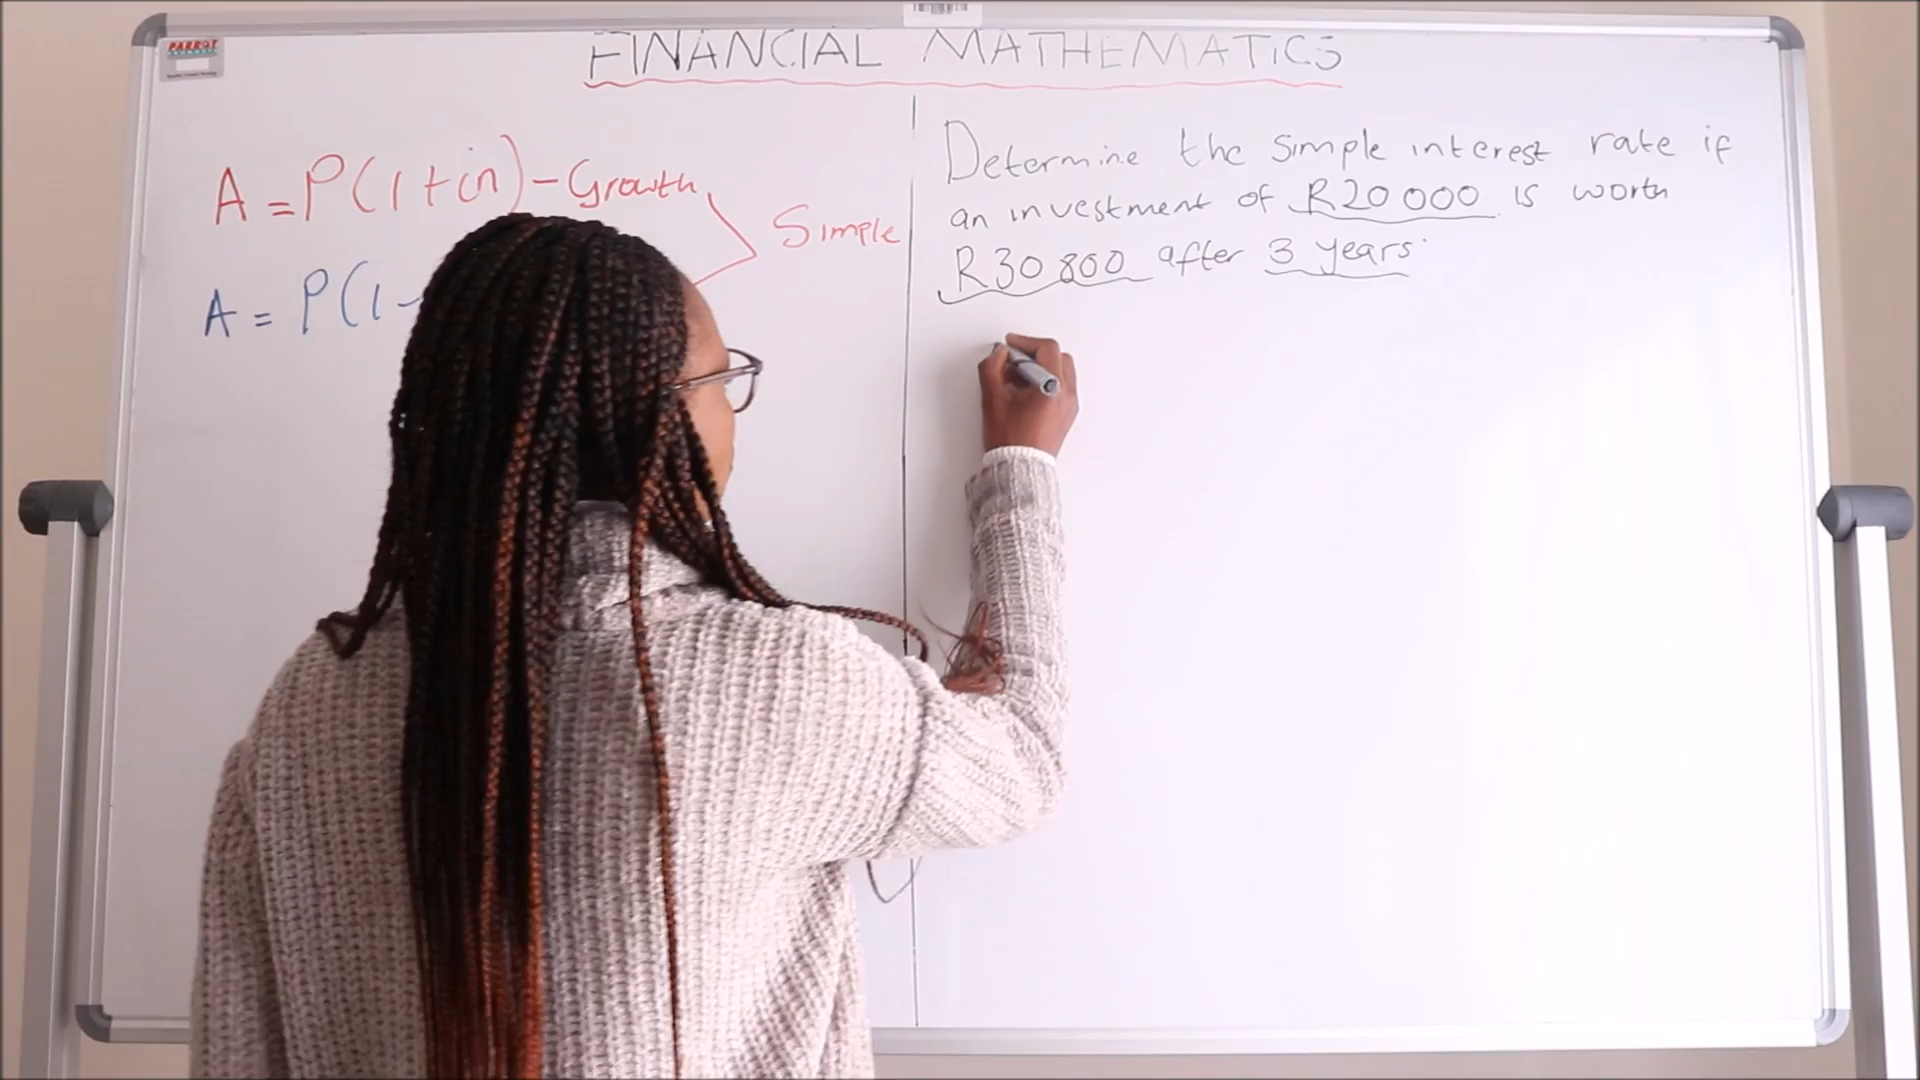 PARROT
FINANCIAL MATHEMATICS
A = P(1+in) - Growth
Simple
A = P(1-
Determine the simple interest rate if
an investment of R20 000 is worth
R30 800 after 3 years.